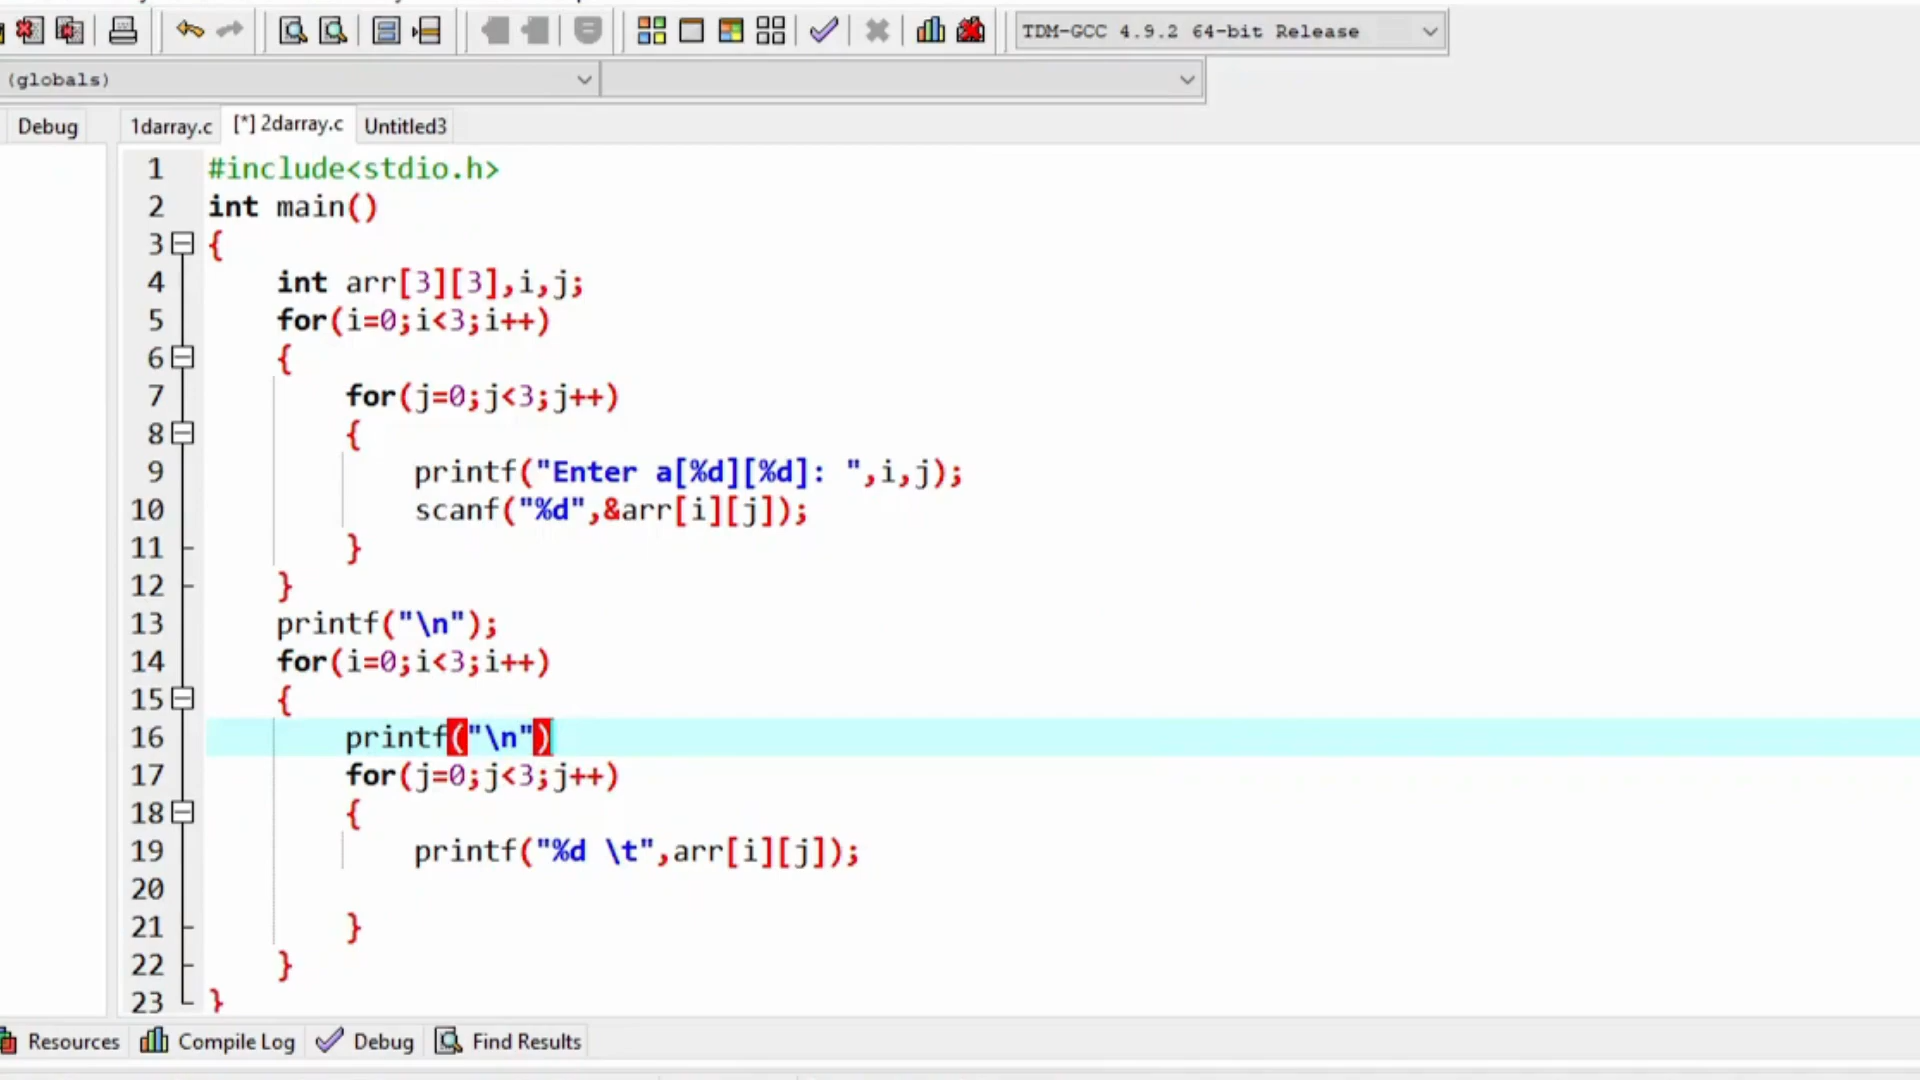 TDM-GCC 4.9.2 64-bit Release
(globals)
Debug
1darray.c
[*] 2darray.c
Untitled3
1 #include<stdio.h>
2 int main()
3 {
4 int arr[3][3],i,j;
5 for(i=0;i<3;i++)
6 {
7 for(j=0;j<3;j++)
8 {
9 printf("Enter a[%d][%d]: ",i,j);
10 scanf("%d",&arr[i][j]);
11 }
12 }
13 printf("\n");
14 for(i=0;i<3;i++)
15 {
16 printf("\n")
17 for(j=0;j<3;j++)
18 {
19 printf("%d \t",arr[i][j]);
20
21 }
22 }
23 }
Resources
Compile Log
Debug
Find Results